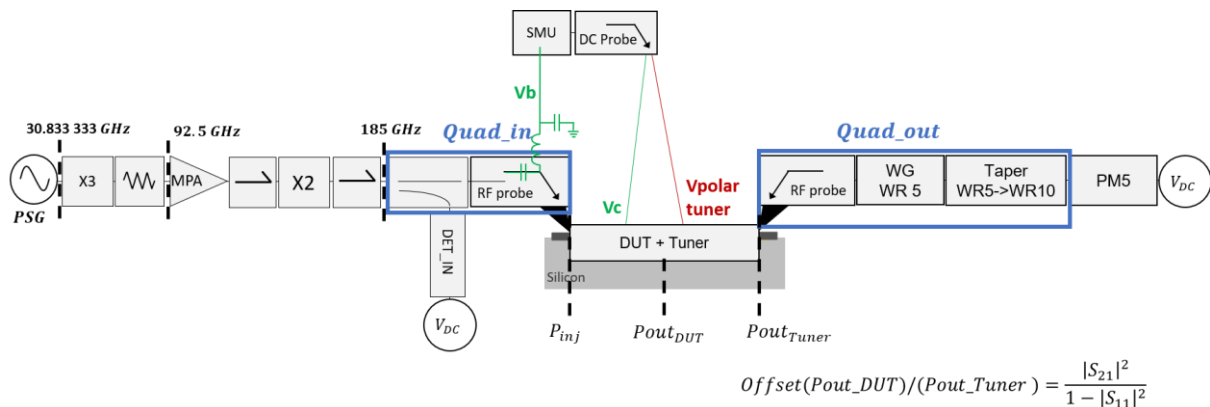 SMU
DC Probe
Vb
30.833 333 GHz
92.5 GHz
185 GHz
Quad_in
Quad_out
X3
MPA
X2
RF probe
RF probe
WG
WR 5
Taper
WR5->WR10
PM5
V_DC
PSG
Vc
Vpolar
tuner
DET_IN
DUT + Tuner
Silicon
V_DC
P_inj
Pout_DUT
Pout_Tuner
Offset(Pout_DUT)/(Pout_Tuner ) = |S_21|^2 / 1 − |S_11|^2